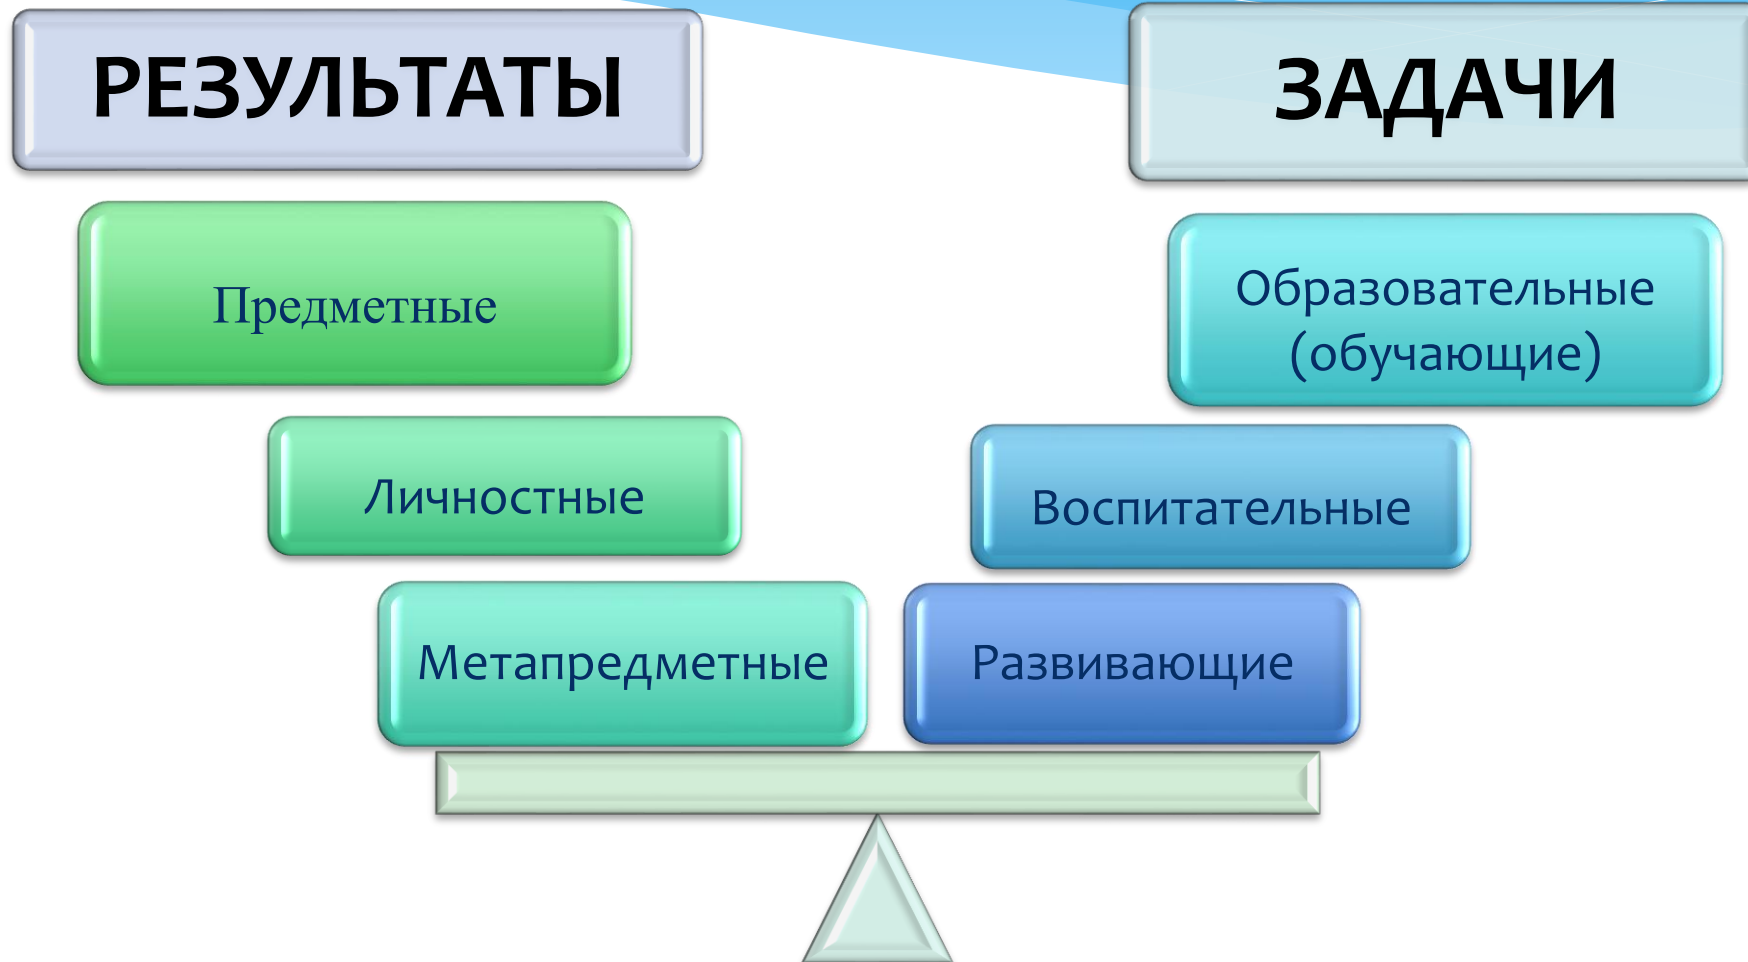 РЕЗУЛЬТАТЫ
ЗАДАЧИ
Предметные
Образовательные
(обучающие)
Личностные
Воспитательные
Метапредметные
Развивающие